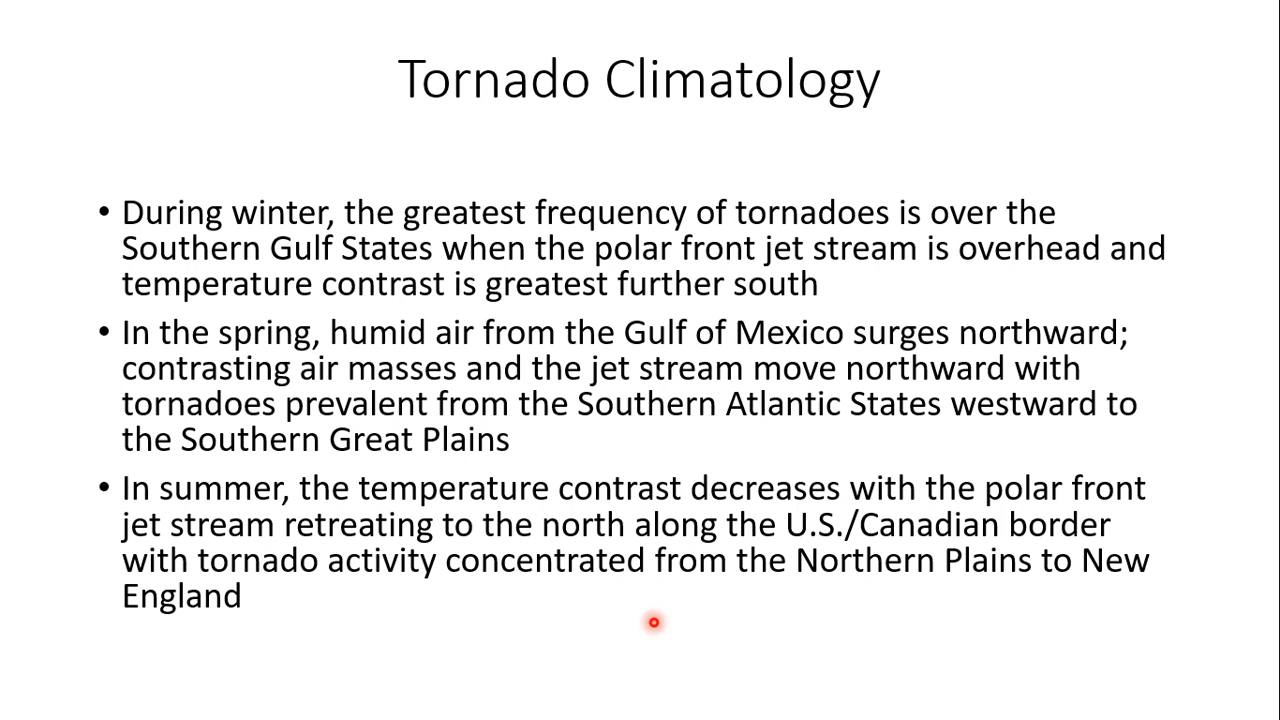 Tornado Climatology
• During winter, the greatest frequency of tornadoes is over the
Southern Gulf States when the polar front jet stream is overhead and
temperature contrast is greatest further south
• In the spring, humid air from the Gulf of Mexico surges northward;
contrasting air masses and the jet stream move northward with
tornadoes prevalent from the Southern Atlantic States westward to
the Southern Great Plains
• In summer, the temperature contrast decreases with the polar front
jet stream retreating to the north along the U.S./Canadian border
with tornado activity concentrated from the Northern Plains to New
England